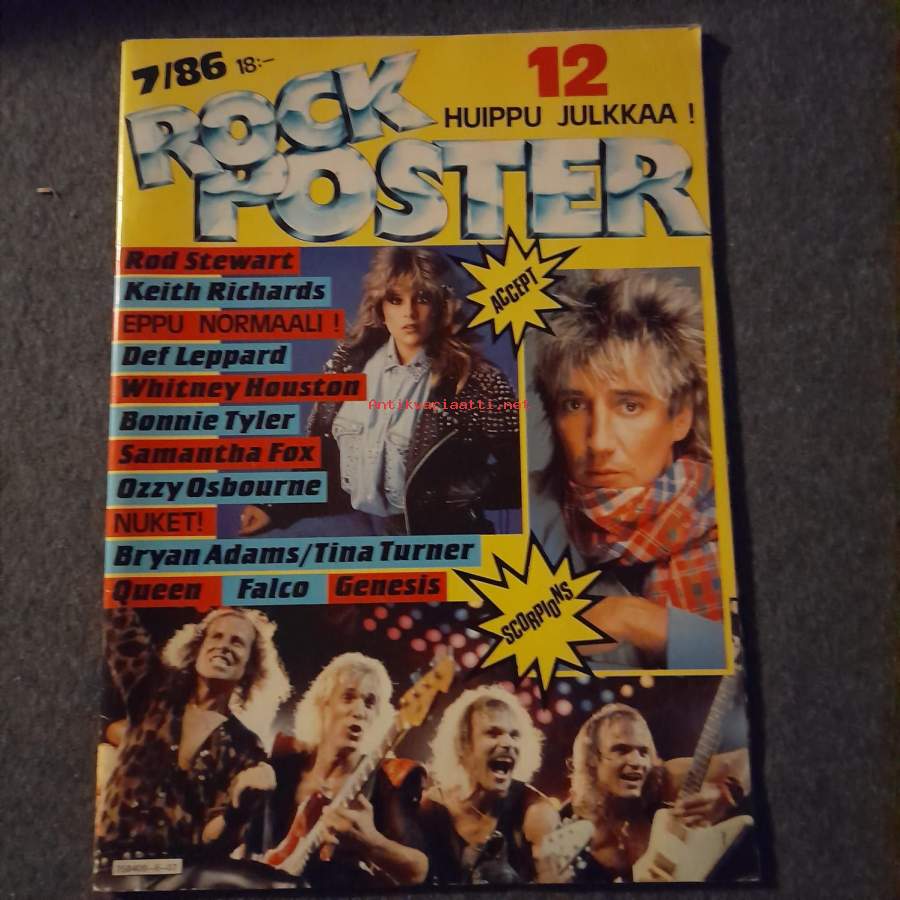 7/86 18:-
12
HUIPPU JULKKAA !
ROCK
POSTER
Rod Stewart
Keith Richards
EPPU NORMAALI !
Def Leppard
Whitney Houston
Bonnie Tyler
Samantha Fox
Ozzy Osbourne
NUKET!
Bryan Adams/Tina Turner
Queen Falco Genesis
ACCEPT
SCORPIONS
Antikvariaatti.net